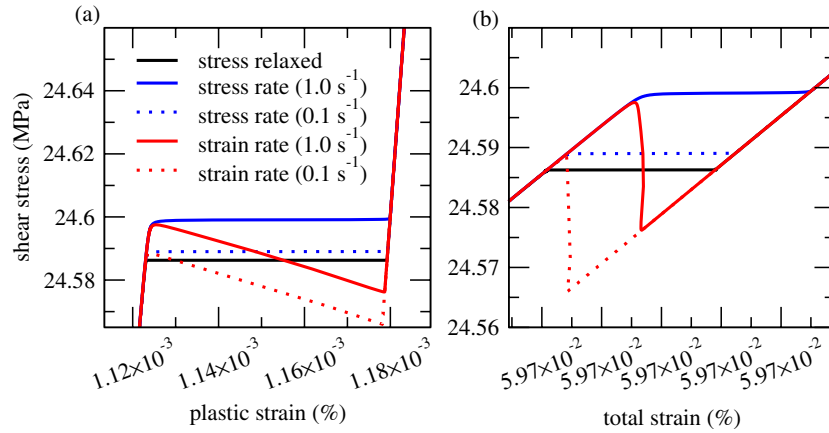 (a)
(b)
shear stress (MPa)
24.64
24.62
24.6
24.58
stress relaxed
stress rate (1.0 s⁻¹)
stress rate (0.1 s⁻¹)
strain rate (1.0 s⁻¹)
strain rate (0.1 s⁻¹)
1.12×10⁻³
1.14×10⁻³
1.16×10⁻³
1.18×10⁻³
plastic strain (%)
24.6
24.59
24.58
24.57
24.56
5.97×10⁻²
5.97×10⁻²
5.97×10⁻²
5.97×10⁻²
5.97×10⁻²
total strain (%)